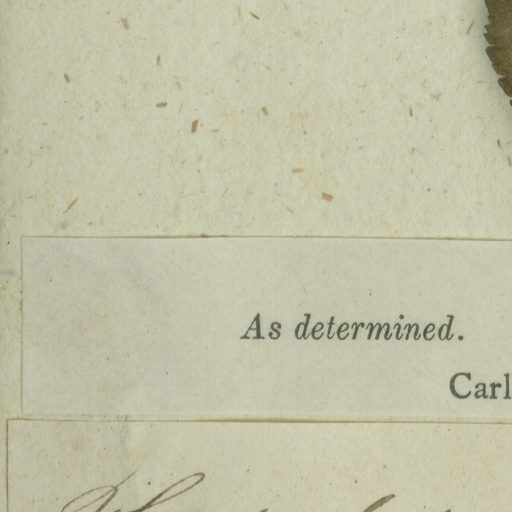 As determined.
Carl